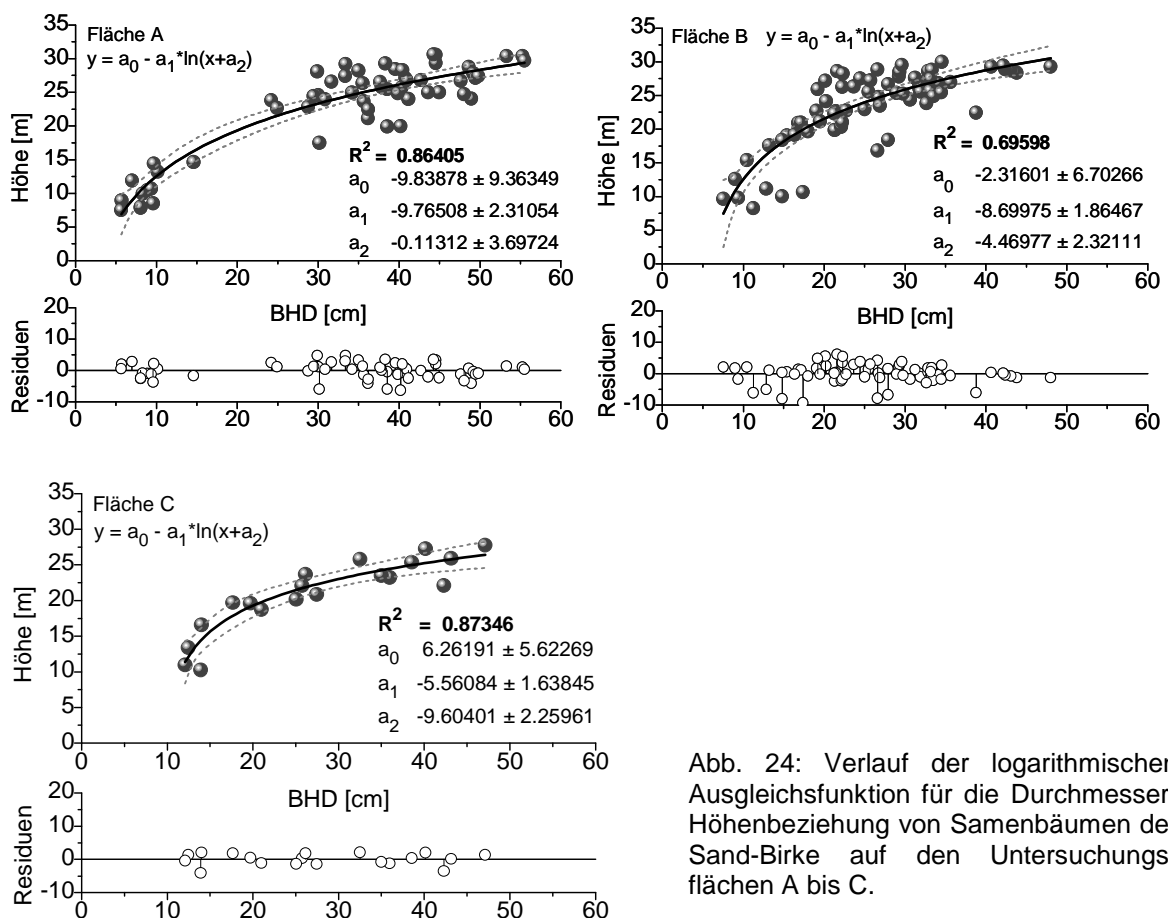 Fläche A
y = a0 - a1*ln(x+a2)
Höhe [m]
35
30
25
20
15
10
5
0
R2 = 0.86405
a0 -9.83878 ± 9.36349
a1 -9.76508 ± 2.31054
a2 -0.11312 ± 3.69724
0 10 20 30 40 50 60
BHD [cm]
Residuen
20
10
0
-10
0 10 20 30 40 50 60
Fläche B y = a0 - a1*ln(x+a2)
Höhe [m]
35
30
25
20
15
10
5
0
R2 = 0.69598
a0 -2.31601 ± 6.70266
a1 -8.69975 ± 1.86467
a2 -4.46977 ± 2.32111
0 10 20 30 40 50 60
BHD [cm]
Residuen
20
10
0
-10
0 10 20 30 40 50 60
Fläche C
y = a0 - a1*ln(x+a2)
Höhe [m]
35
30
25
20
15
10
5
0
R2 = 0.87346
a0 6.26191 ± 5.62269
a1 -5.56084 ± 1.63845
a2 -9.60401 ± 2.25961
0 10 20 30 40 50 60
BHD [cm]
Residuen
20
10
0
-10
0 10 20 30 40 50 60
Abb. 24: Verlauf der logarithmischen
Ausgleichsfunktion für die Durchmesser
Höhenbeziehung von Samenbäumen de
Sand-Birke auf den Untersuchungs
flächen A bis C.